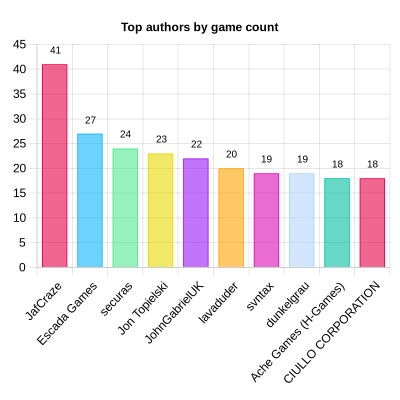 Top authors by game count
45
40
35
30
25
20
15
10
5
0
41
27
24
23
22
20
19
19
18
18
JafCraze
Escada Games
securas
Jon Topielski
JohnGabrielUK
lavaduder
svntax
dunkelgrau
Ache Games (H-Games)
CIULLO CORPORATION